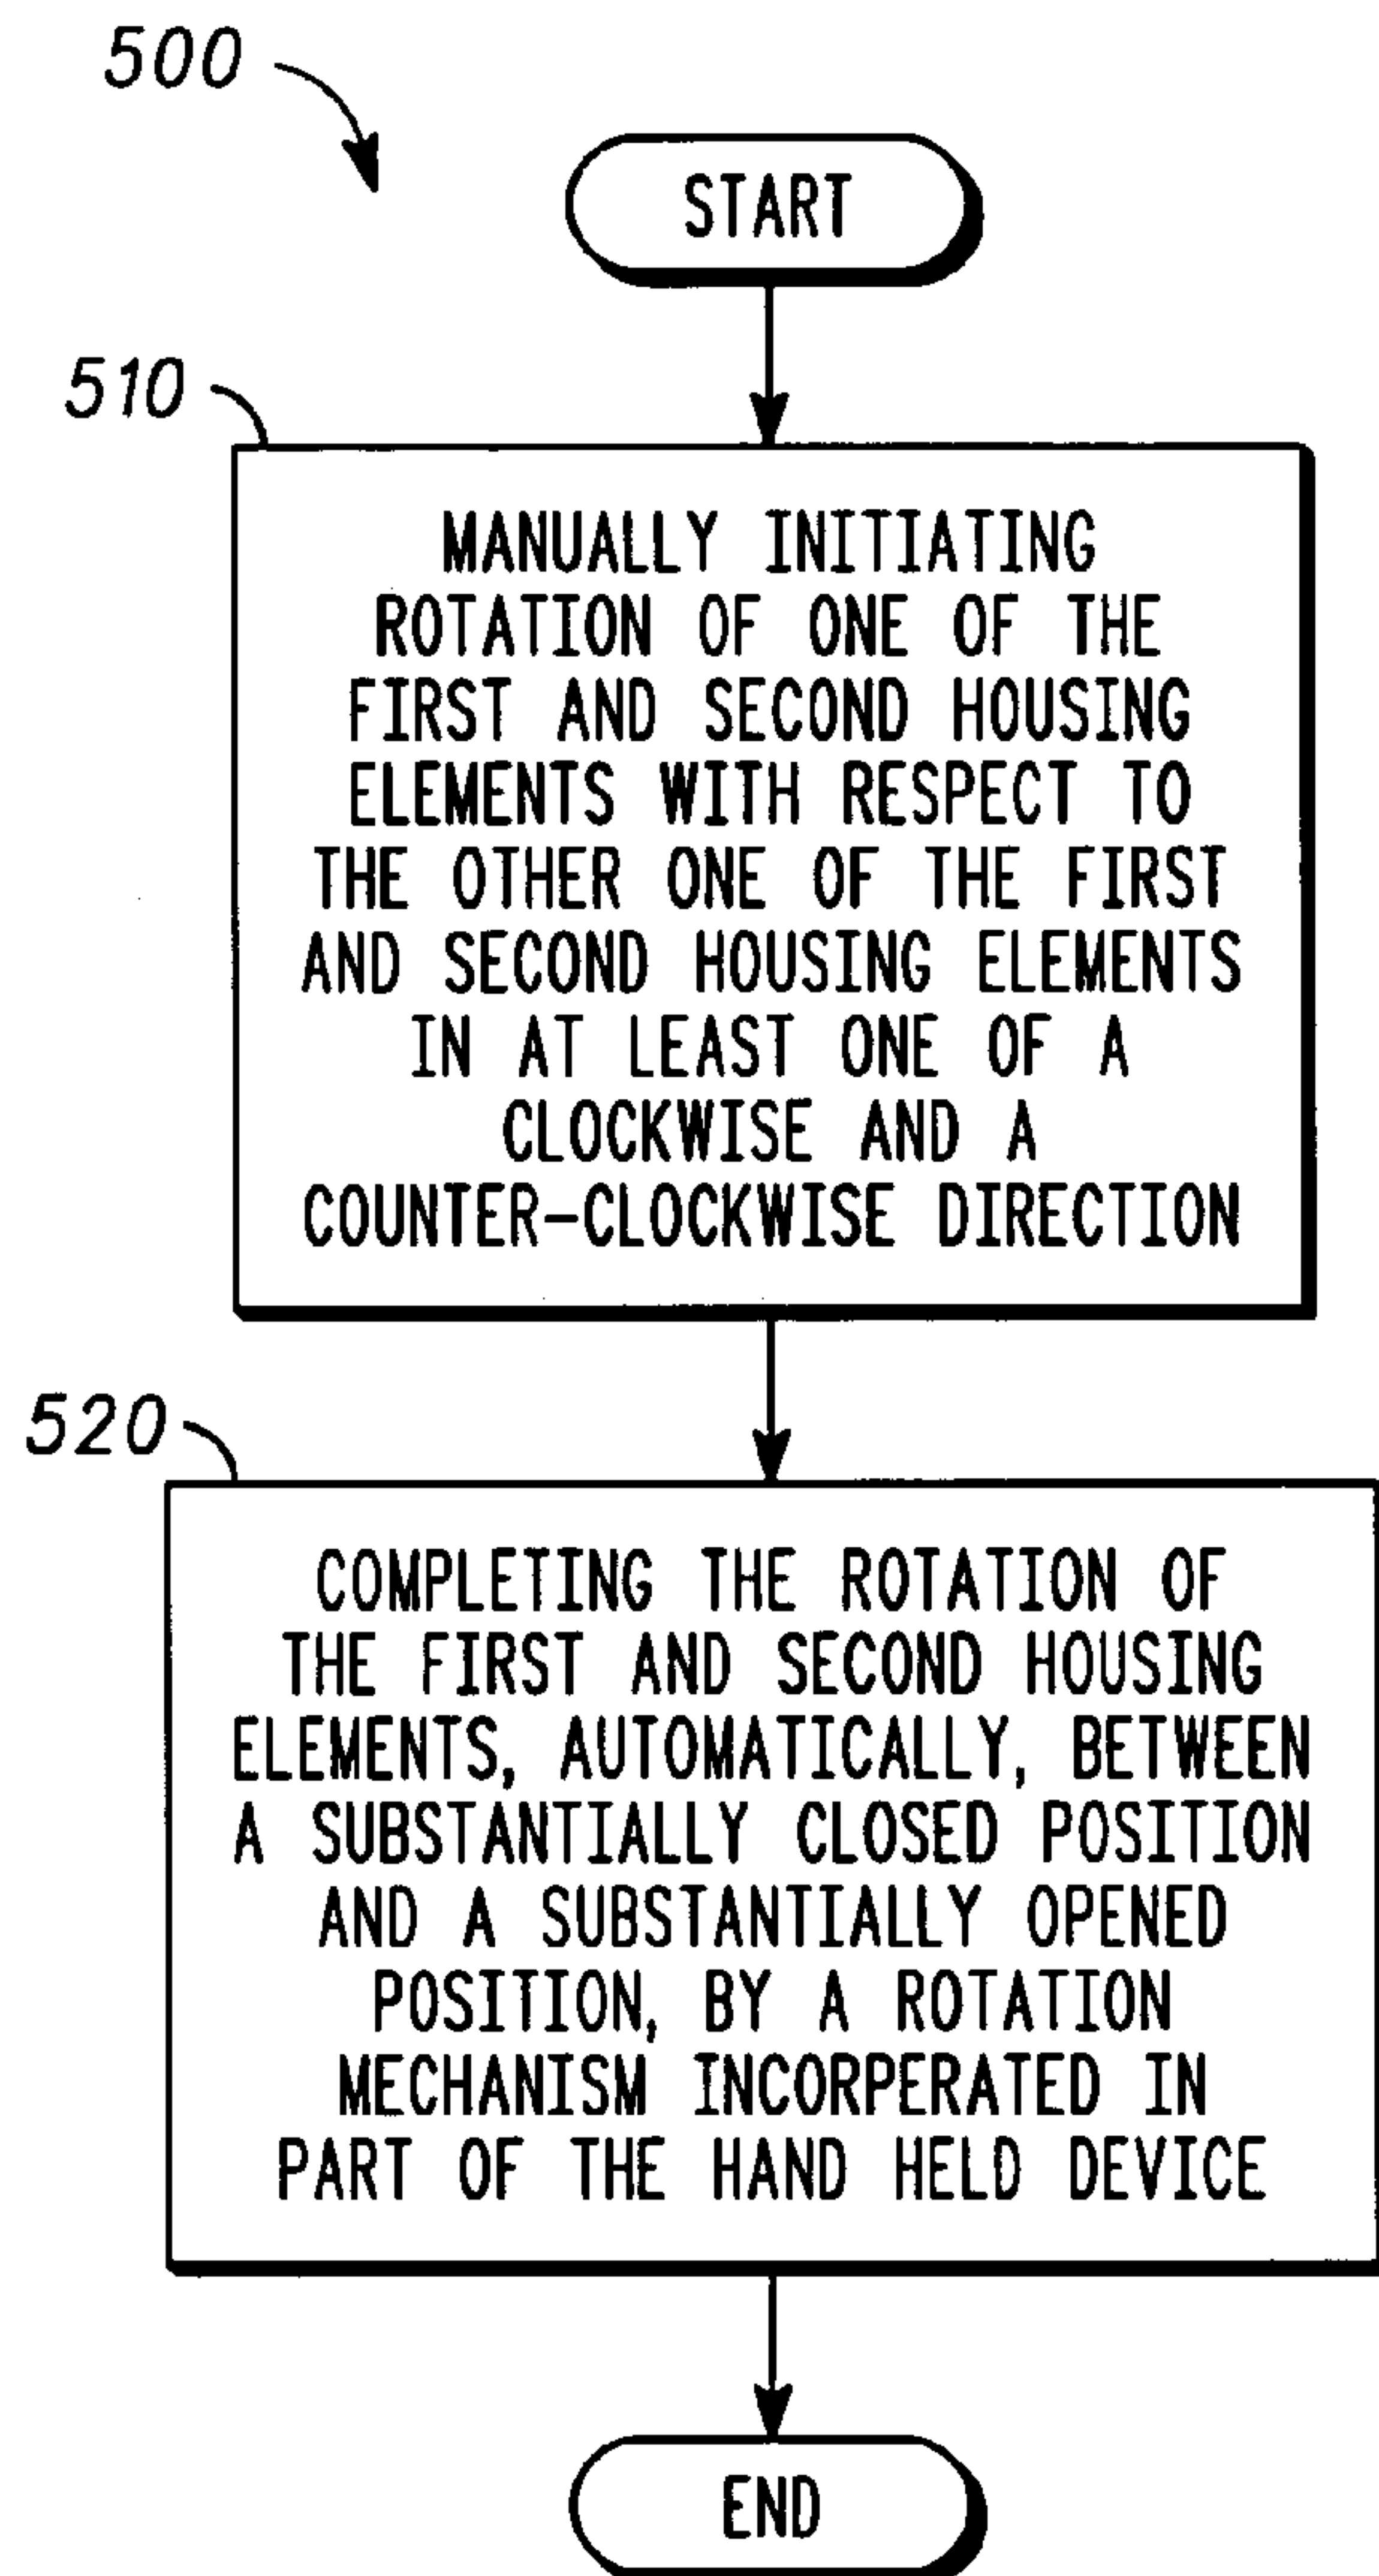 500
START
510
MANUALLY INITIATING
ROTATION OF ONE OF THE
FIRST AND SECOND HOUSING
ELEMENTS WITH RESPECT TO
THE OTHER ONE OF THE FIRST
AND SECOND HOUSING ELEMENTS
IN AT LEAST ONE OF A
CLOCKWISE AND A
COUNTER-CLOCKWISE DIRECTION
520
COMPLETING THE ROTATION OF
THE FIRST AND SECOND HOUSING
ELEMENTS, AUTOMATICALLY, BETWEEN
A SUBSTANTIALLY CLOSED POSITION
AND A SUBSTANTIALLY OPENED
POSITION, BY A ROTATION
MECHANISM INCORPERATED IN
PART OF THE HAND HELD DEVICE
END